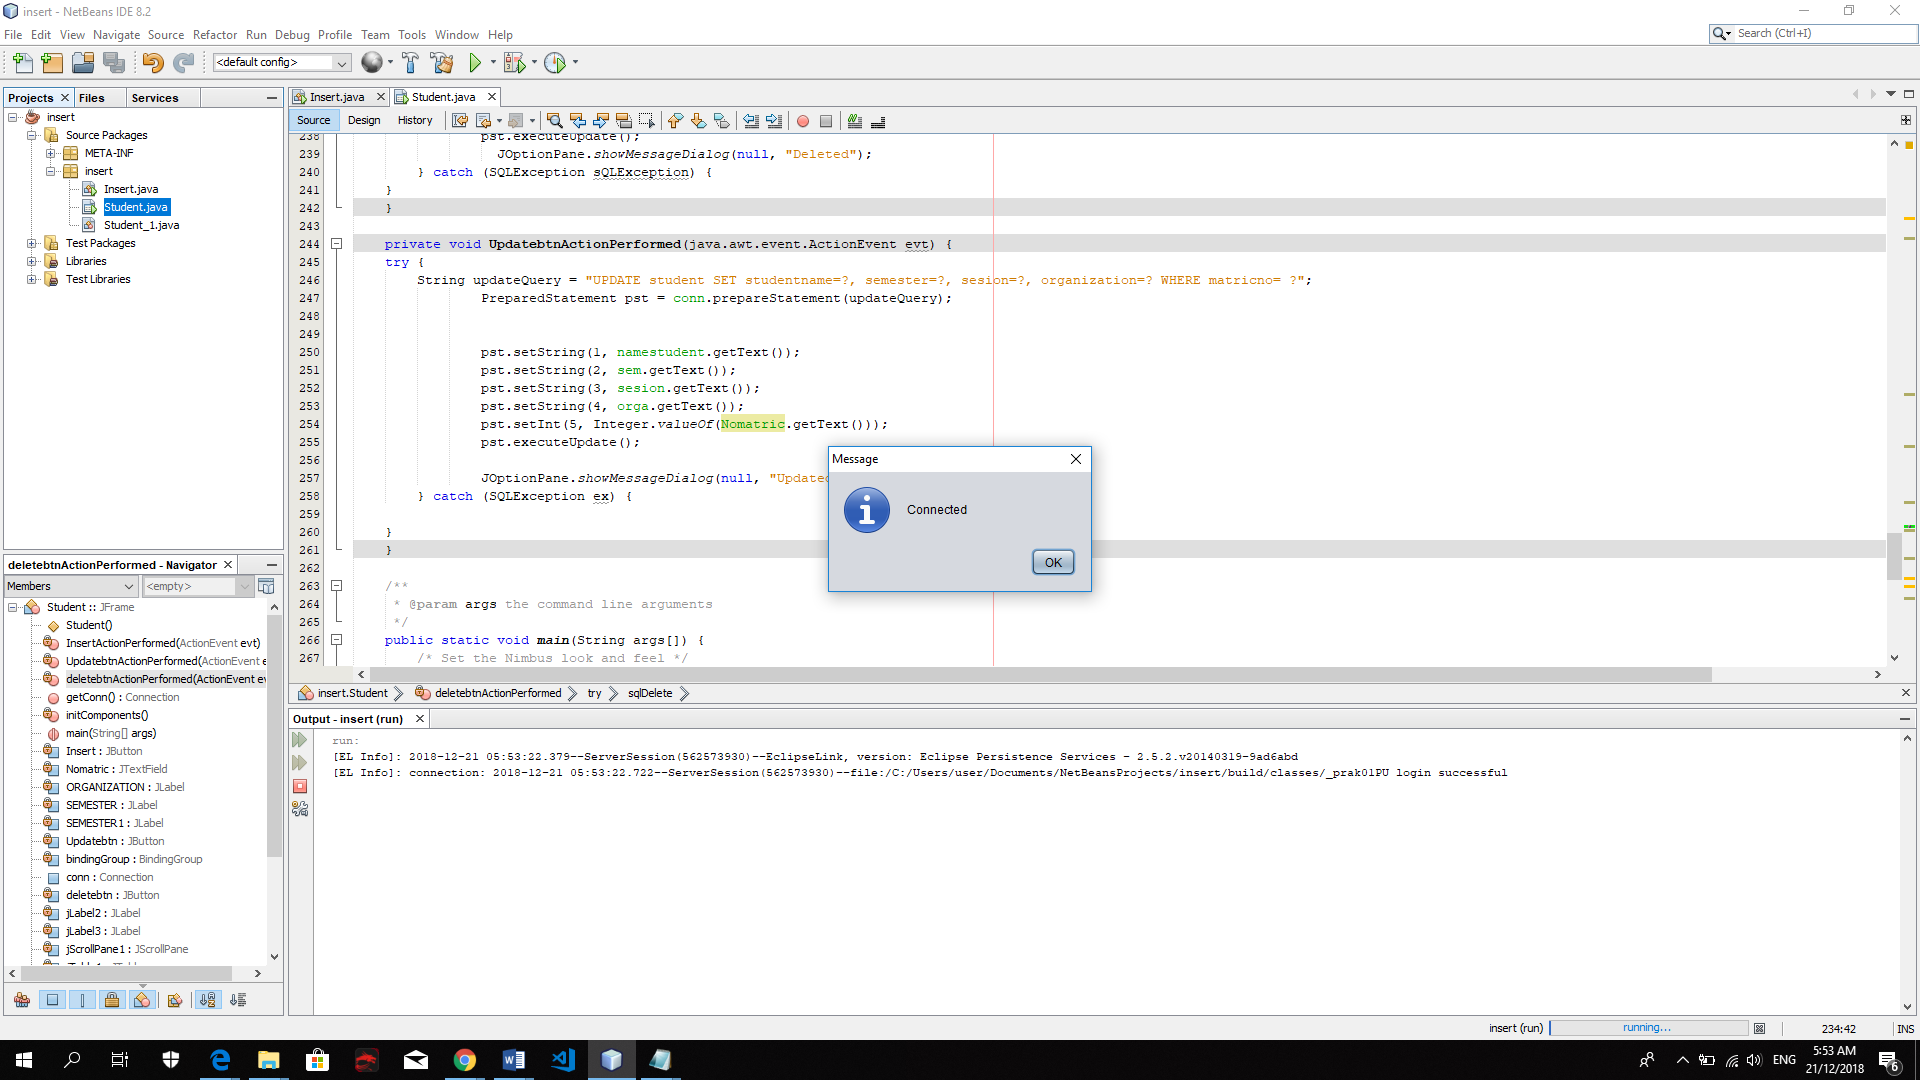 insert - NetBeans IDE 8.2
File Edit View Navigate Source Refactor Run Debug Profile Team Tools Window Help
Search (Ctrl+I)
<default config>
Projects Files Services
insert
Source Packages
META-INF
insert
Insert.java
Student.java
Student_1.java
Test Packages
Libraries
Test Libraries
Insert.java Student.java
Source Design History
238 pst.executeUpdate();
239 JOptionPane.showMessageDialog(null, "Deleted");
240 } catch (SQLException sQLException) {
241 }
242 }
243
244 private void UpdatebtnActionPerformed(java.awt.event.ActionEvent evt) {
245 try {
246 String updateQuery = "UPDATE student SET studentname=?, semester=?, sesion=?, organization=? WHERE matricno= ?";
247 PreparedStatement pst = conn.prepareStatement(updateQuery);
248
249
250 pst.setString(1, namestudent.getText());
251 pst.setString(2, sem.getText());
252 pst.setString(3, sesion.getText());
253 pst.setString(4, orga.getText());
254 pst.setInt(5, Integer.valueOf(Nomatric.getText()));
255 pst.executeUpdate();
256
257 JOptionPane.showMessageDialog(null, "Update
258 } catch (SQLException ex) {
259
260 }
261 }
262
263 /**
264 * @param args the command line arguments
265 */
266 public static void main(String args[]) {
267 /* Set the Nimbus look and feel */
Message
Connected
OK
insert.Student deletebtnActionPerformed try sqlDelete
deletebtnActionPerformed - Navigator
Members <empty>
Student :: JFrame
Student()
InsertActionPerformed(ActionEvent evt)
UpdatebtnActionPerformed(ActionEvent e
deletebtnActionPerformed(ActionEvent ev
getConn() : Connection
initComponents()
main(String[] args)
Insert : JButton
Nomatric : JTextField
ORGANIZATION : JLabel
SEMESTER : JLabel
SEMESTER1 : JLabel
Updatebtn : JButton
bindingGroup : BindingGroup
conn : Connection
deletebtn : JButton
jLabel2 : JLabel
jLabel3 : JLabel
jScrollPane1 : JScrollPane
Output - insert (run)
run:
[EL Info]: 2018-12-21 05:53:22.379--ServerSession(562573930)--EclipseLink, version: Eclipse Persistence Services - 2.5.2.v20140319-9ad6abd
[EL Info]: connection: 2018-12-21 05:53:22.722--ServerSession(562573930)--file:/C:/Users/user/Documents/NetBeansProjects/insert/build/classes/_prak01PU login successful
insert (run) running... 234:42 INS
ENG
5:53 AM
21/12/2018
6